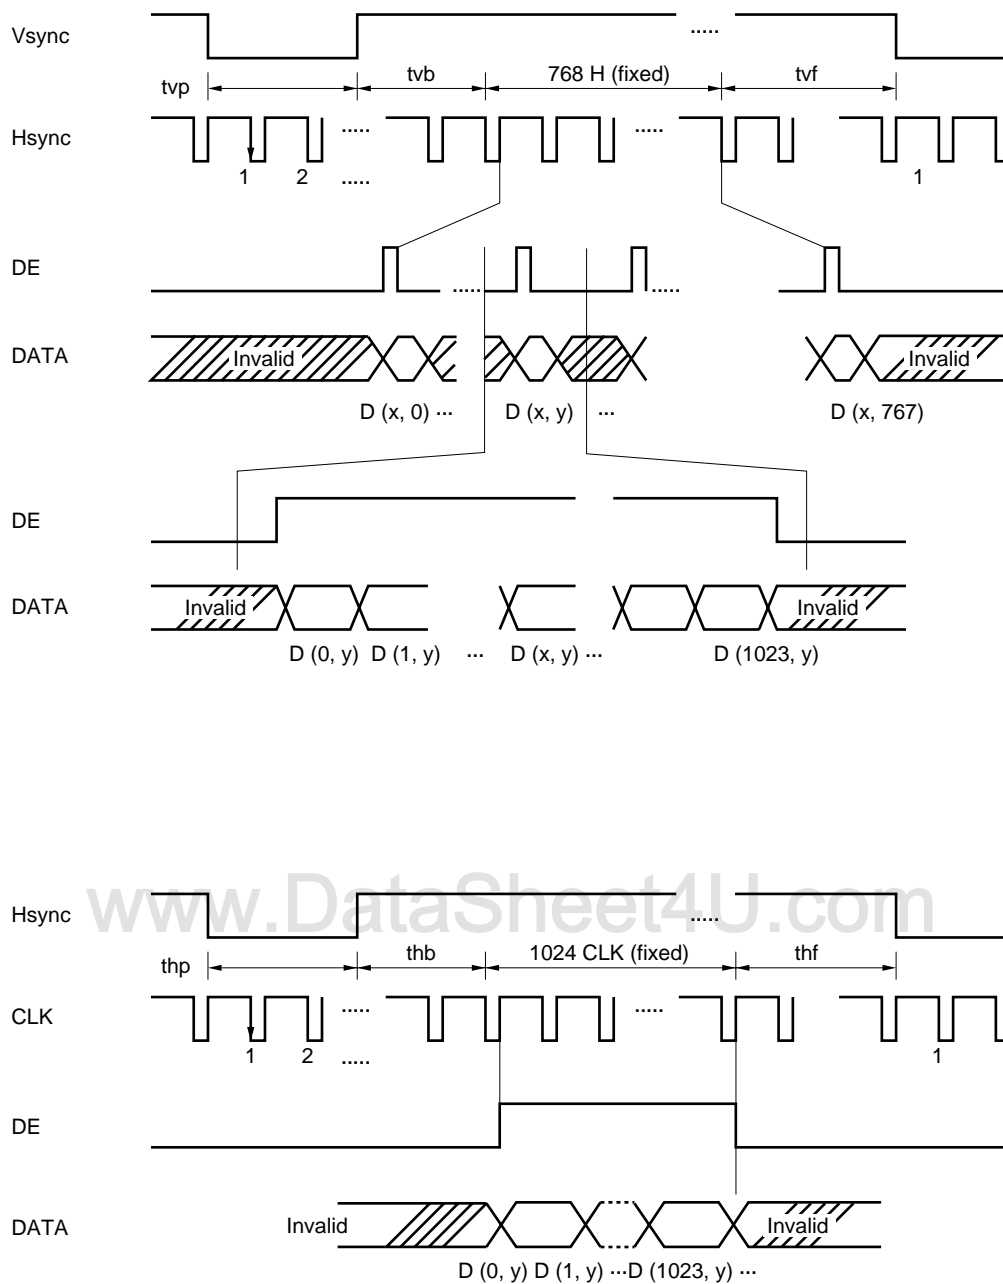 Vsync
.....
tvp tvb 768 H (fixed) tvf
Hsync
..... .....
1 2 ..... 1
DE
..... .....
DATA
Invalid Invalid
D (x, 0) ... D (x, y) ... D (x, 767)
DE
DATA
Invalid Invalid
D (0, y) D (1, y) ... D (x, y) ... D (1023, y)
www.DataSheet4U.com
Hsync
.....
thp thb 1024 CLK (fixed) thf
CLK
..... .....
1 2 ..... 1
DE
DATA
Invalid Invalid
D (0, y) D (1, y) ...D (1023, y) ...